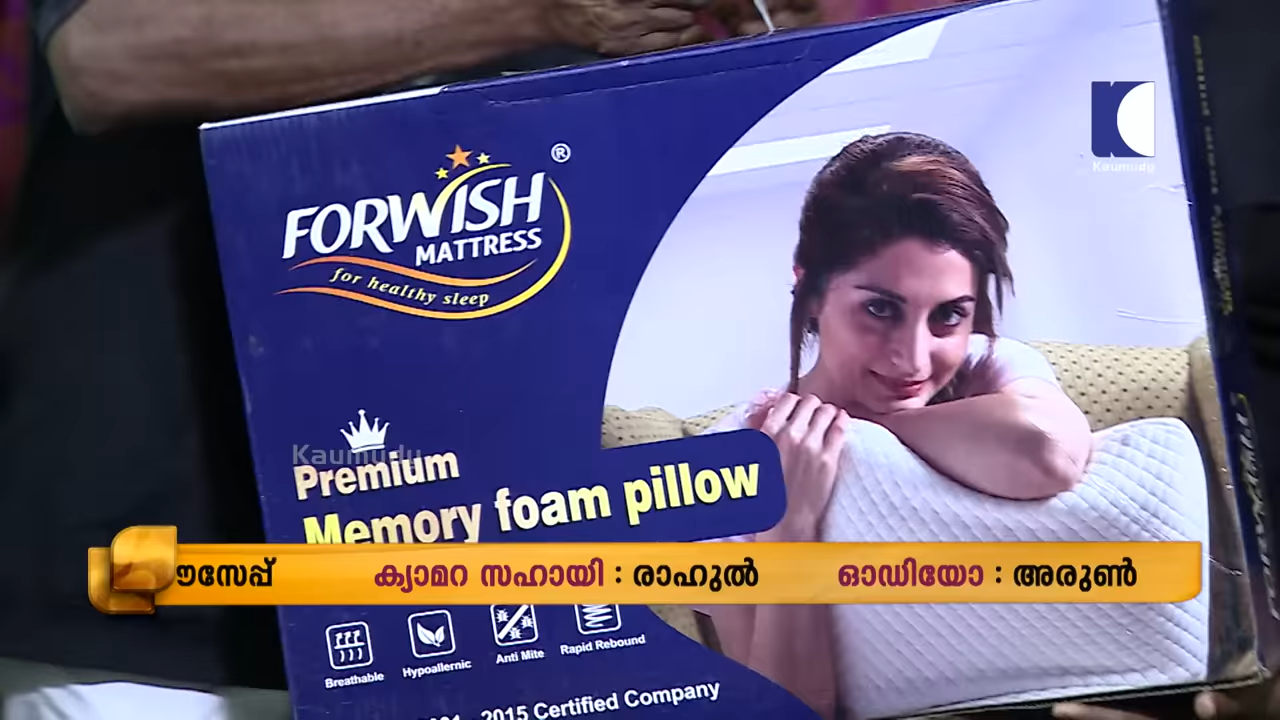 FORWISH ®
MATTRESS
for healthy sleep
Kaumudy
Kaumudy
Premium
Memory foam pillow
ൗസേപ്പ് ക്യാമറ സഹായി : രാഹുൽ ഓഡിയോ : അരുൺ
Breathable Hypoallernic Anti Mite Rapid Rebound
2015 Certified Company